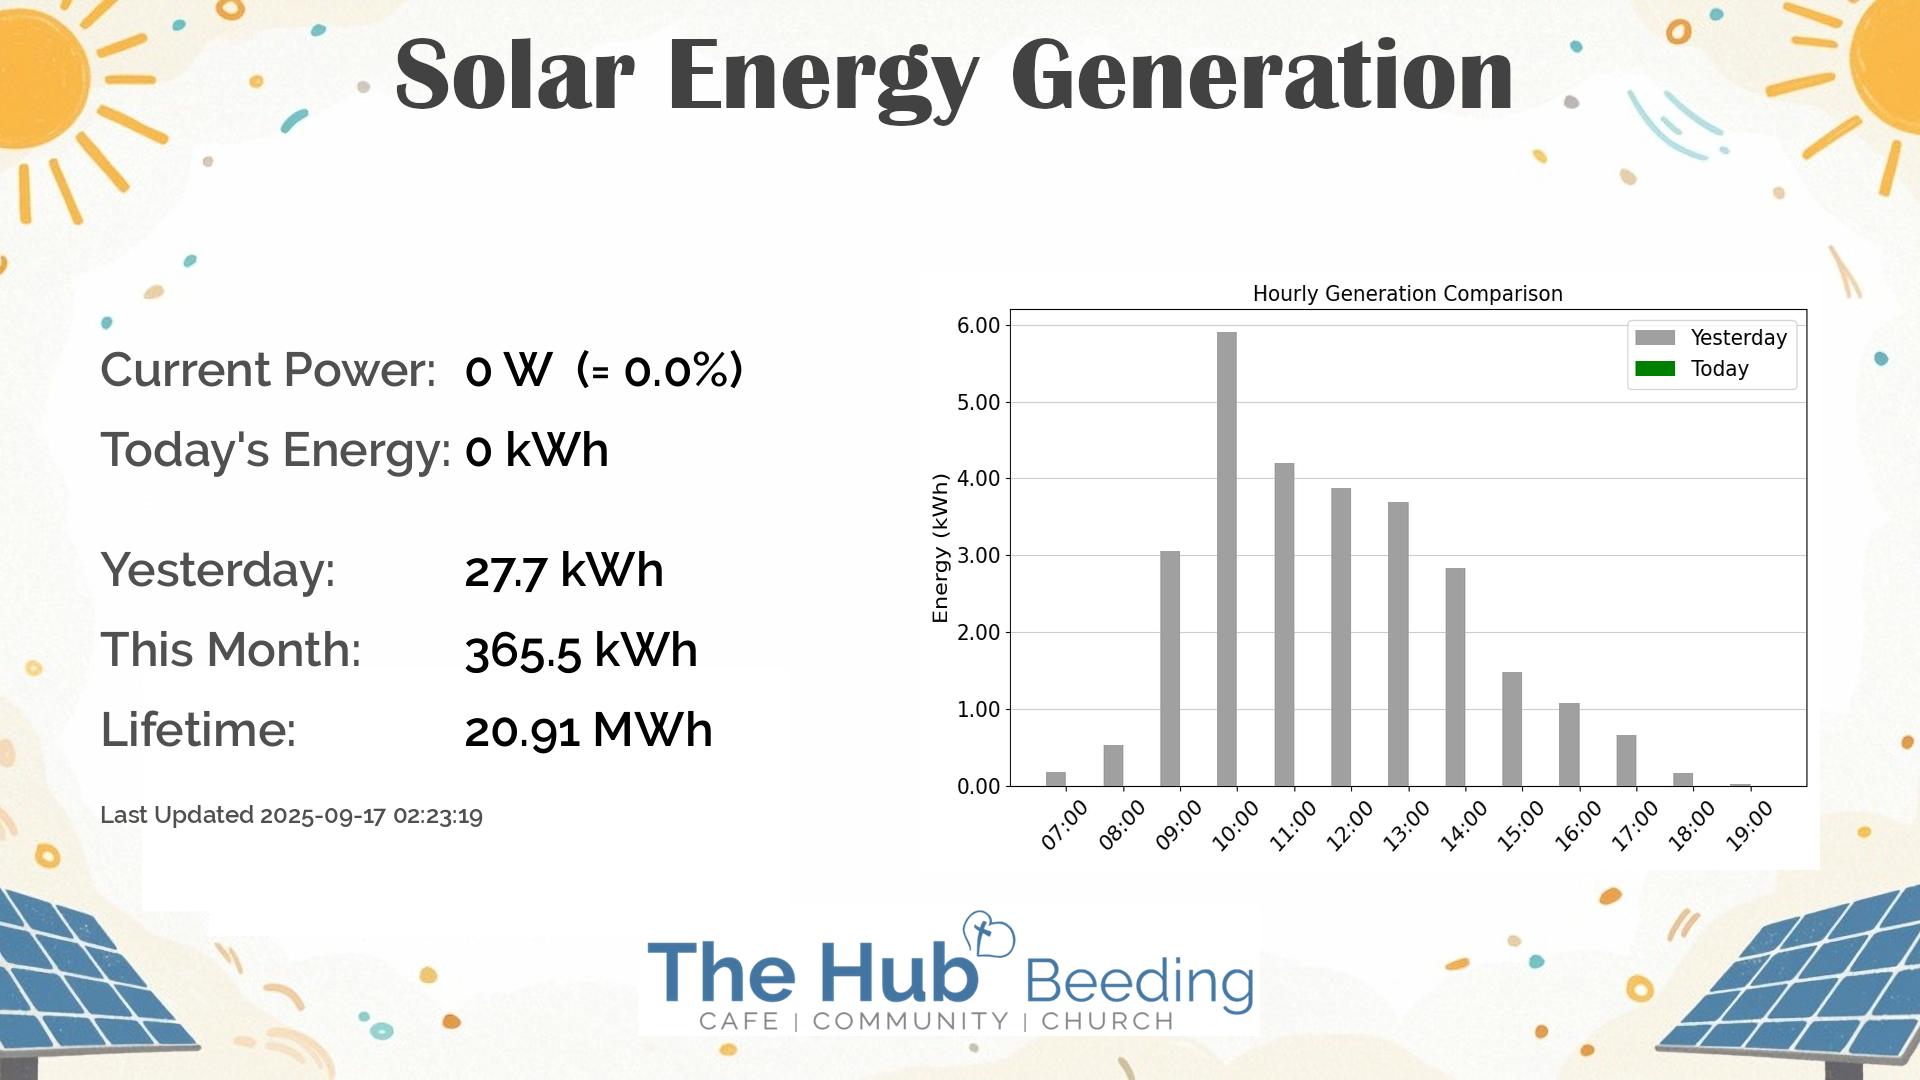 Solar Energy Generation
Current Power: 0 W (= 0.0%)
Today's Energy: 0 kWh
Yesterday: 27.7 kWh
This Month: 365.5 kWh
Lifetime: 20.91 MWh
Last Updated 2025-09-17 02:23:19
Hourly Generation Comparison
Yesterday
Today
Energy (kWh)
6.00
5.00
4.00
3.00
2.00
1.00
0.00
07:00 08:00 09:00 10:00 11:00 12:00 13:00 14:00 15:00 16:00 17:00 18:00 19:00
The Hub Beeding
CAFE | COMMUNITY | CHURCH